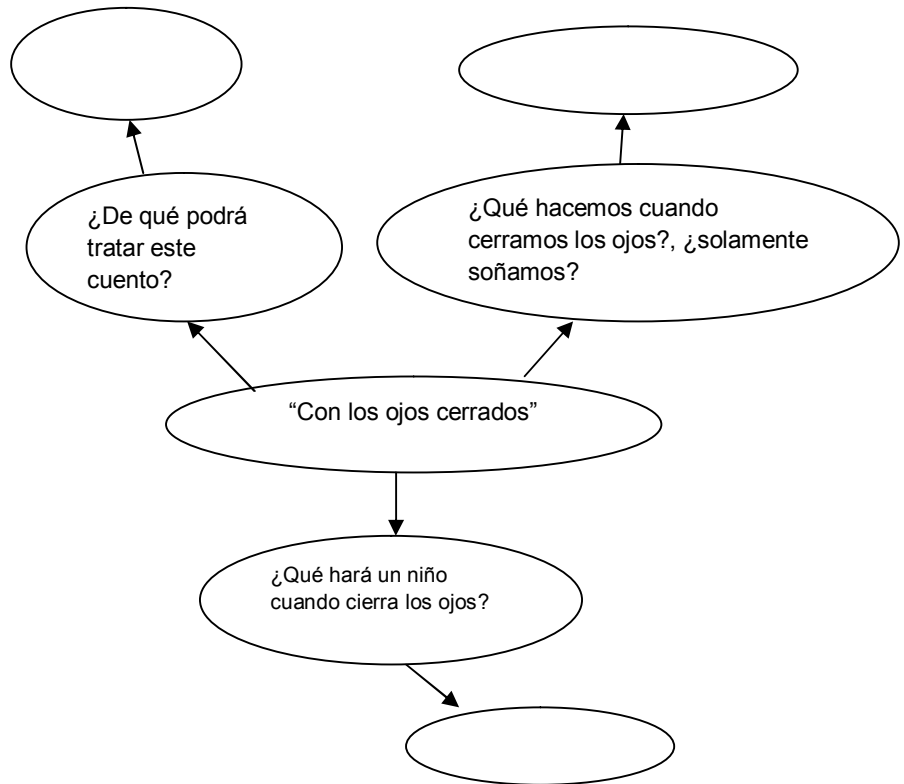 ¿De qué podrá
tratar este
cuento?
¿Qué hacemos cuando
cerramos los ojos?, ¿solamente
soñamos?
“Con los ojos cerrados”
¿Qué hará un niño
cuando cierra los ojos?